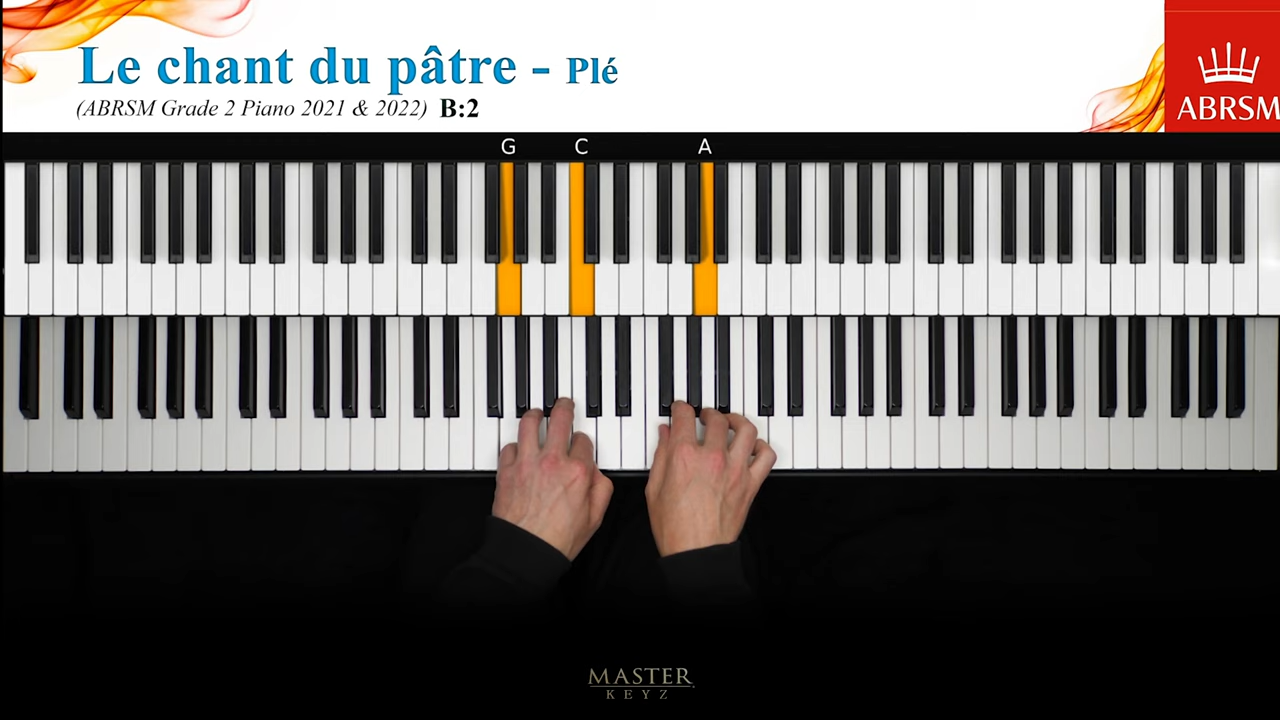 Le chant du pâtre - Plé
(ABRSM Grade 2 Piano 2021 & 2022) B:2
ABRSM
G C A
MASTER
KEYZ